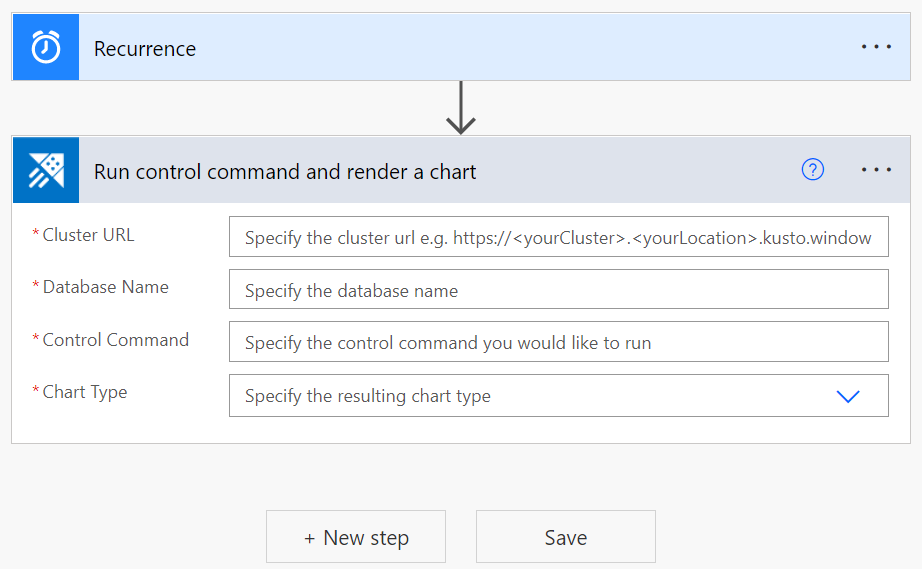 Recurrence
Run control command and render a chart
?
* Cluster URL
Specify the cluster url e.g. https://<yourCluster>.<yourLocation>.kusto.window
* Database Name
Specify the database name
* Control Command
Specify the control command you would like to run
* Chart Type
Specify the resulting chart type
+ New step
Save